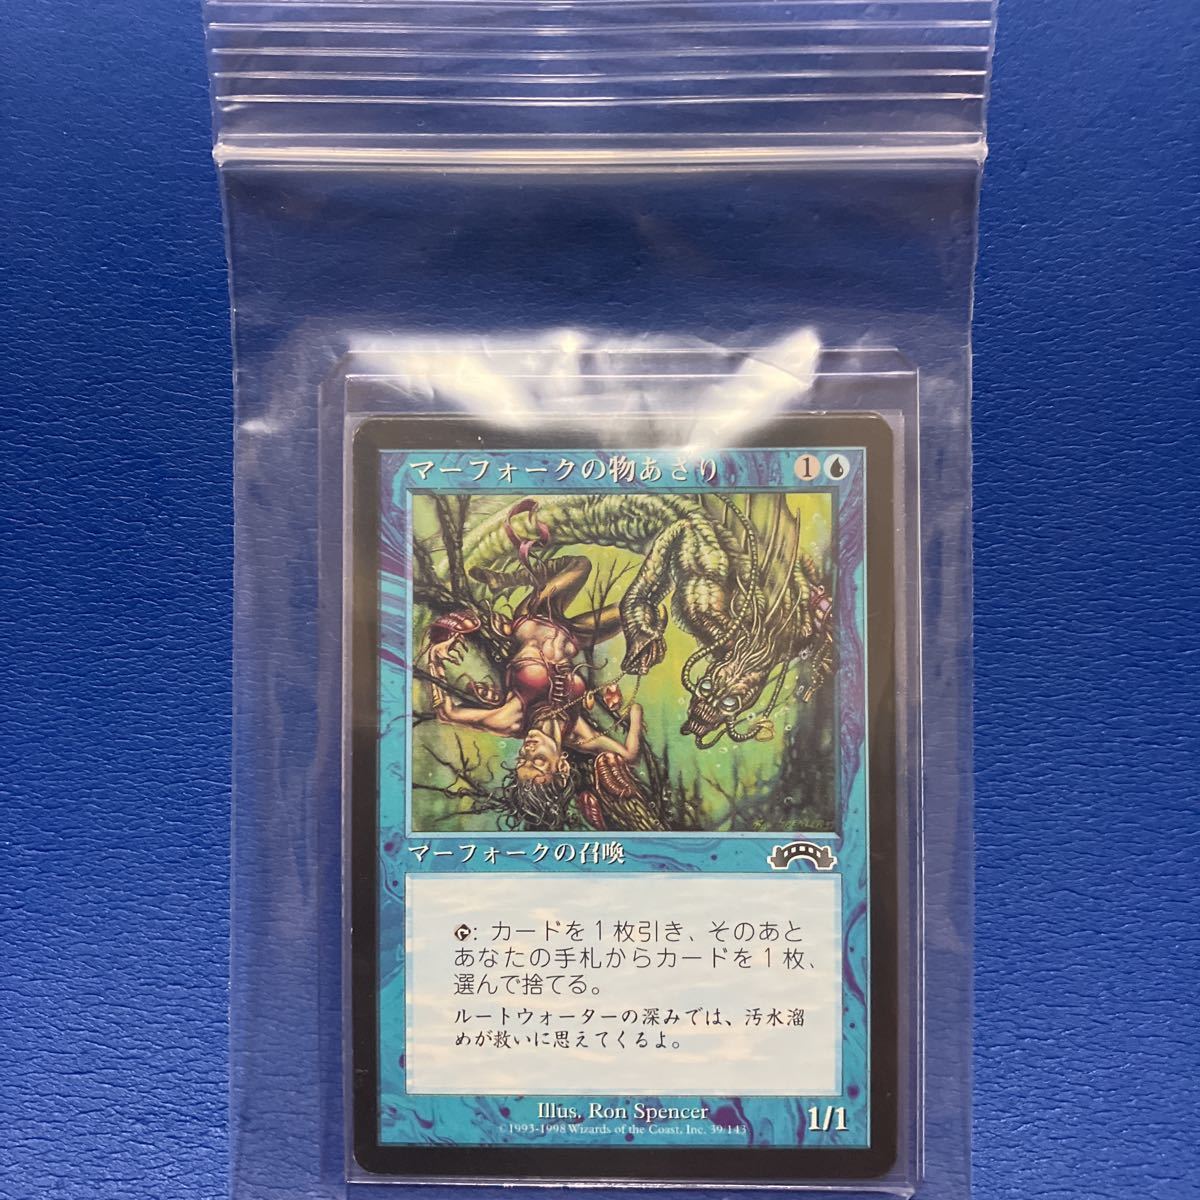 マーフォークの物あさり 1
マーフォークの召喚
: カードを1枚引き、そのあと
あなたの手札からカードを1枚、
選んで捨てる。
ルートウォーターの深みでは、汚水溜
めが救いに思えてくるよ。
Illus. Ron Spencer
©1993-1998 Wizards of the Coast, Inc. 39/143
1/1